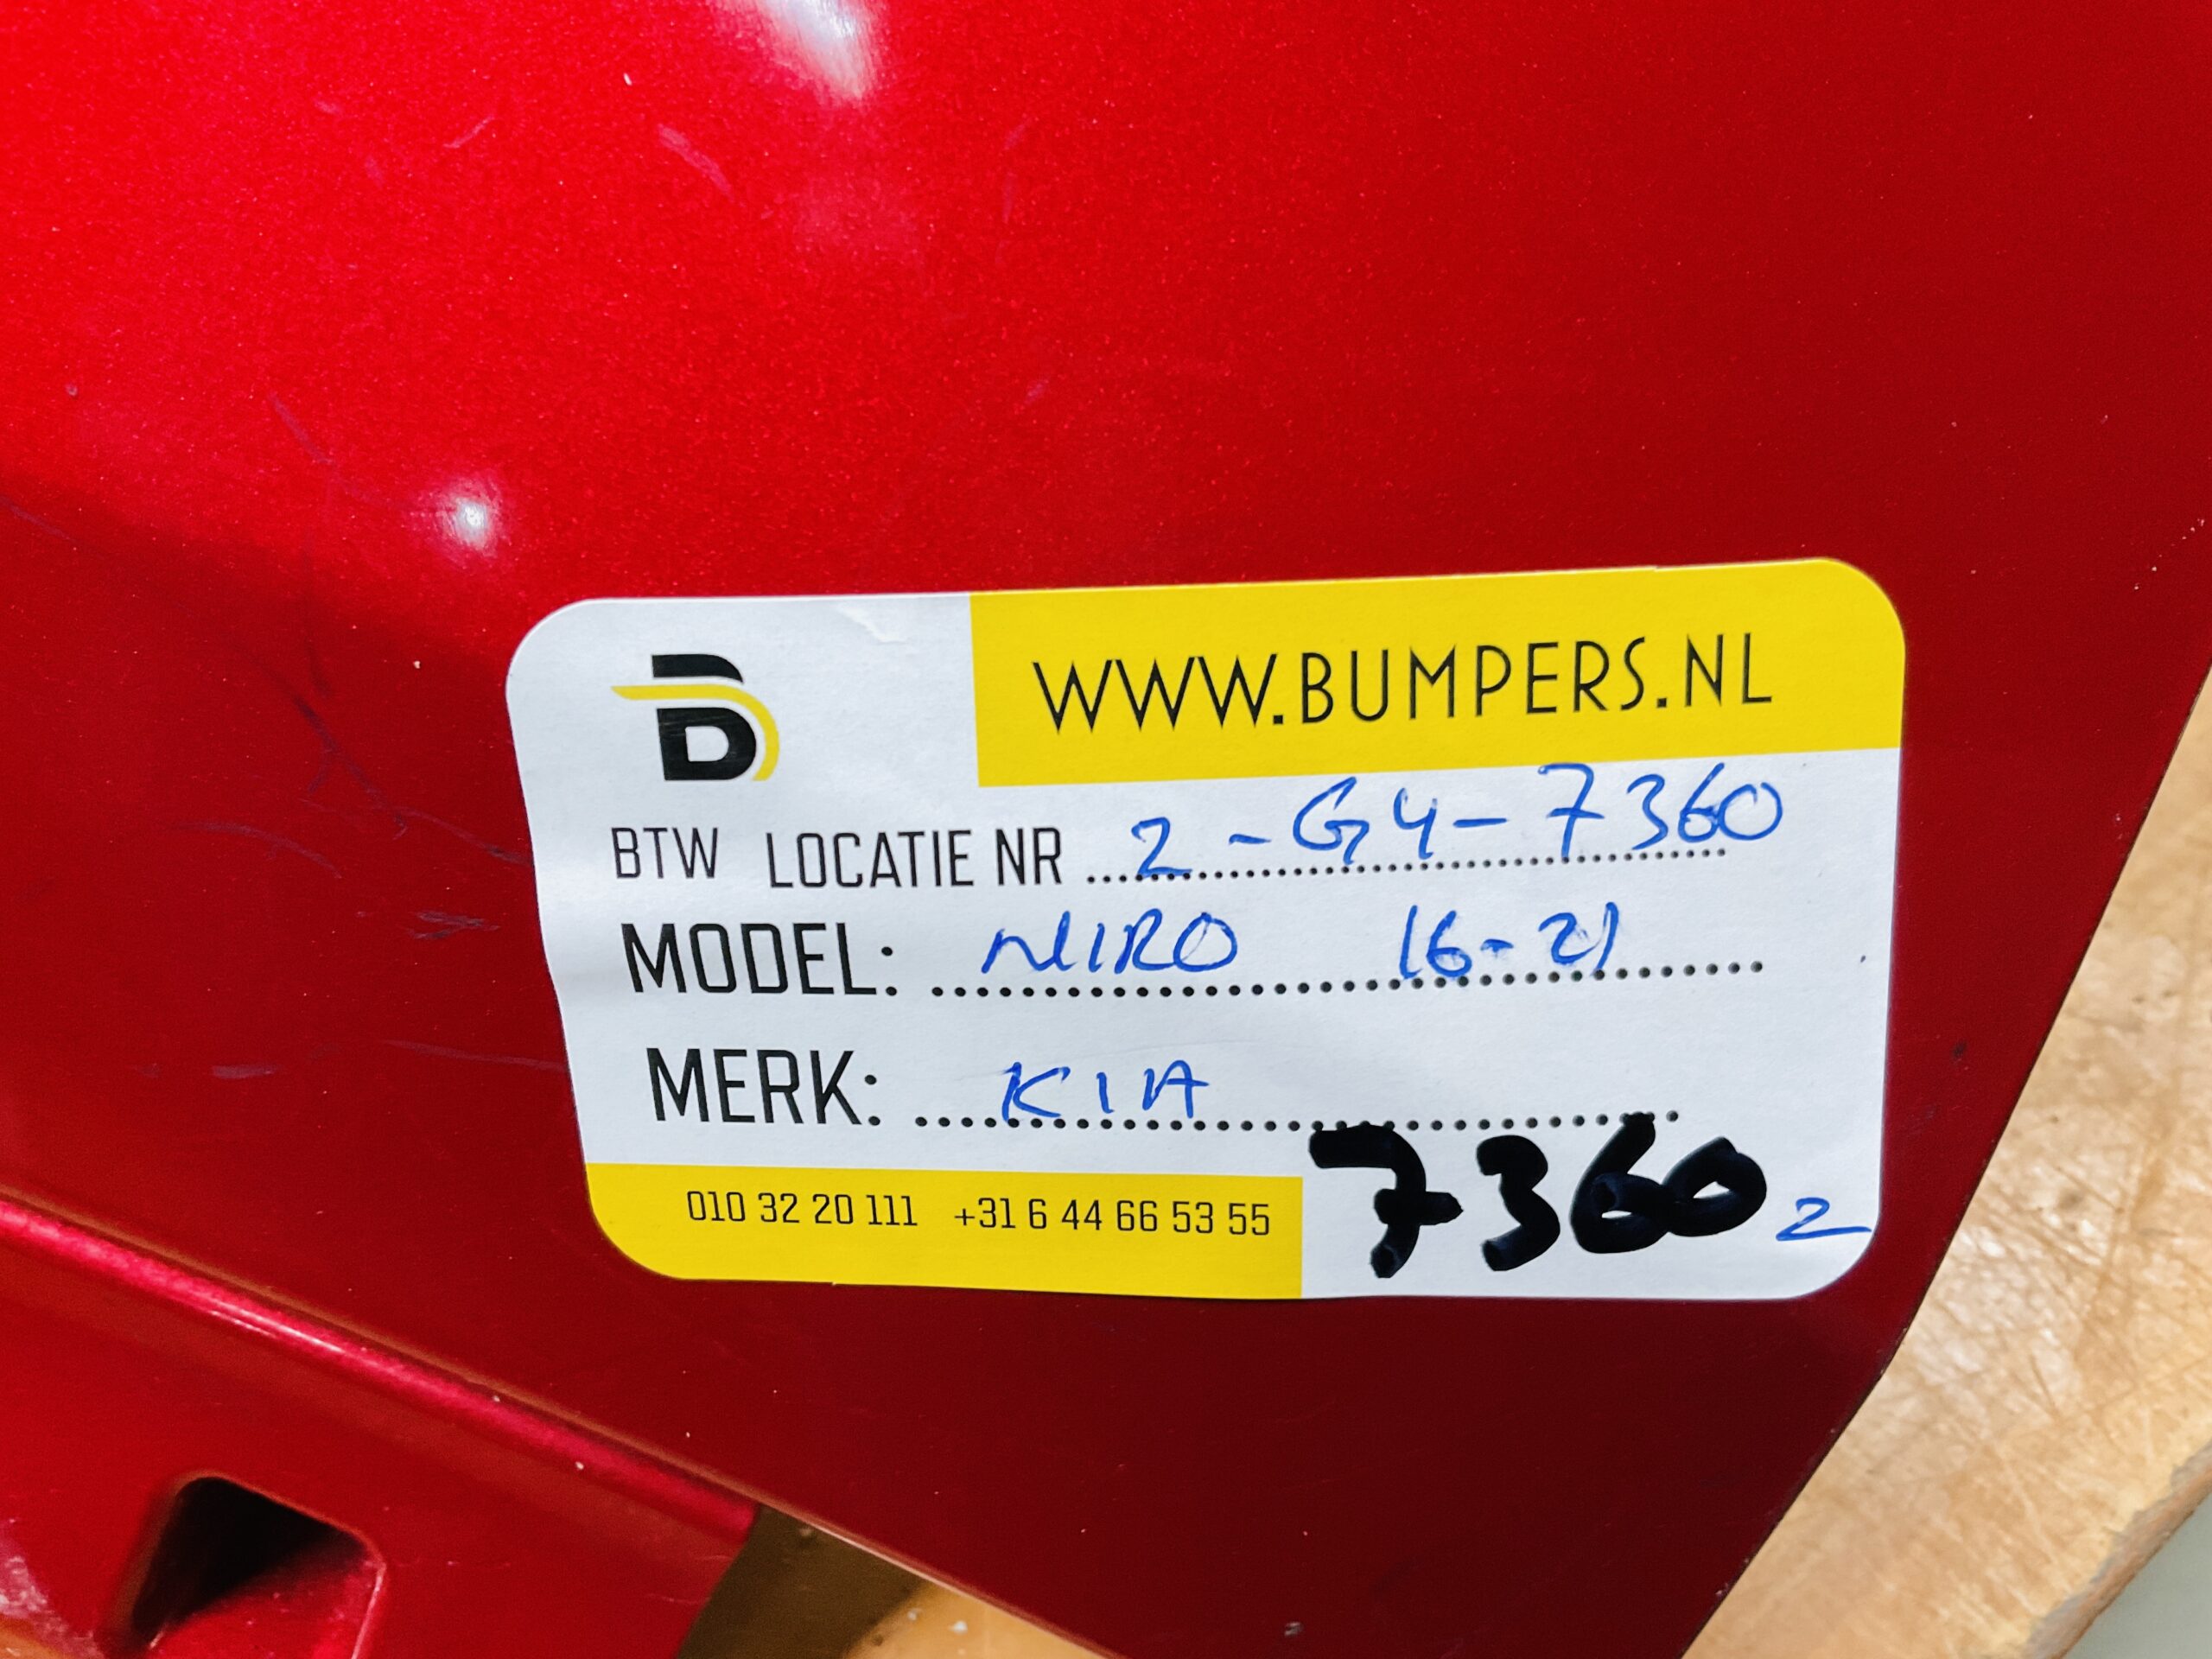 B
WWW.BUMPERS.NL
BTW LOCATIE NR 2-G4-7360
MODEL: NIRO 16-21
MERK: KIA
7360 2
010 32 20 111 +31 6 44 66 53 55